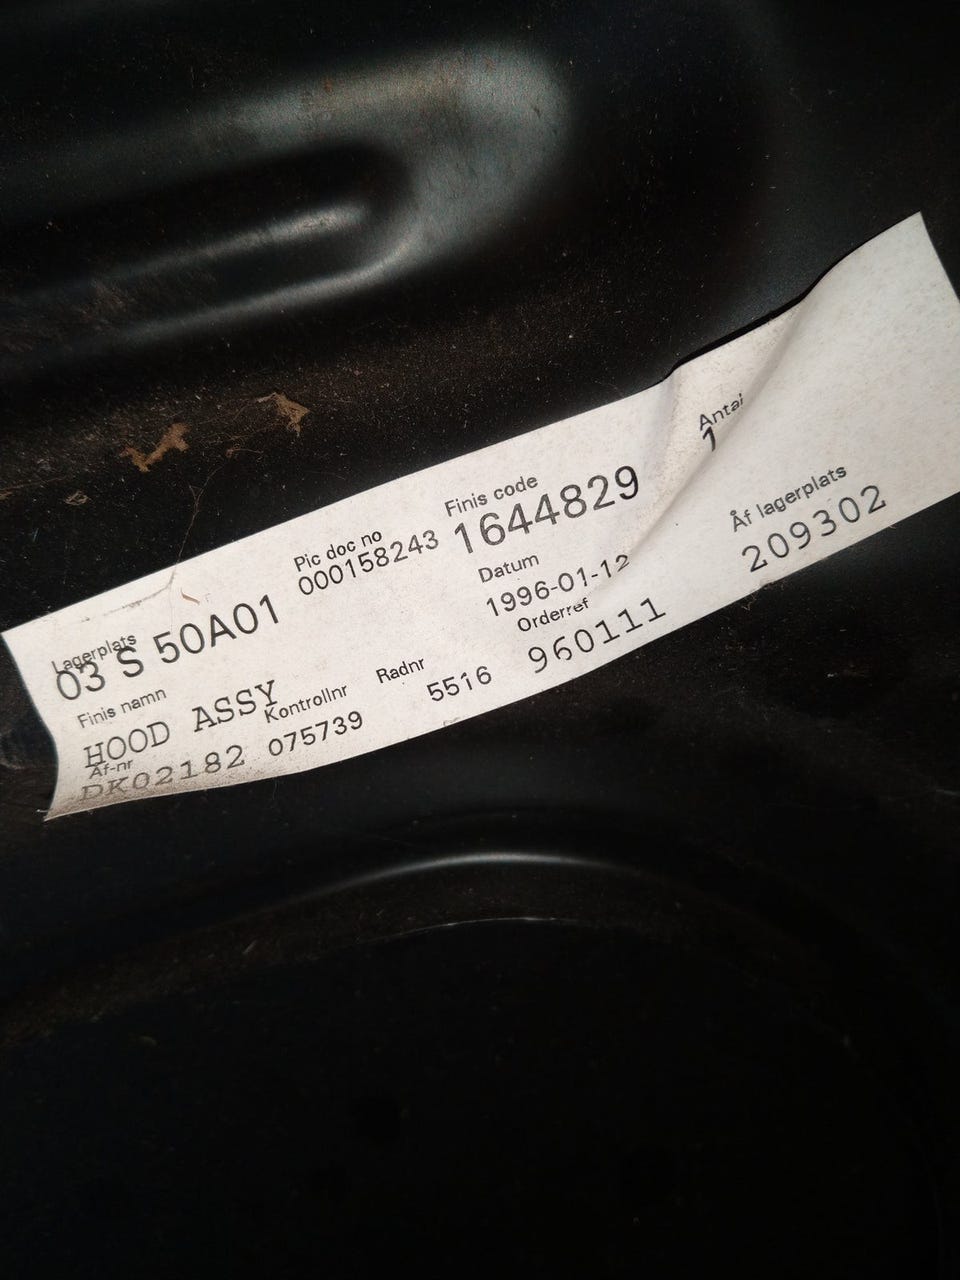 Lagerplats Pic doc no Finis code Antal
03 S 50A01 000158243 1644829 1
Finis namn Datum Åf lagerplats
HOOD ASSY 1996-01-12 209302
Åf-nr Kontrollnr Radnr Orderref
DK02182 075739 5516 960111